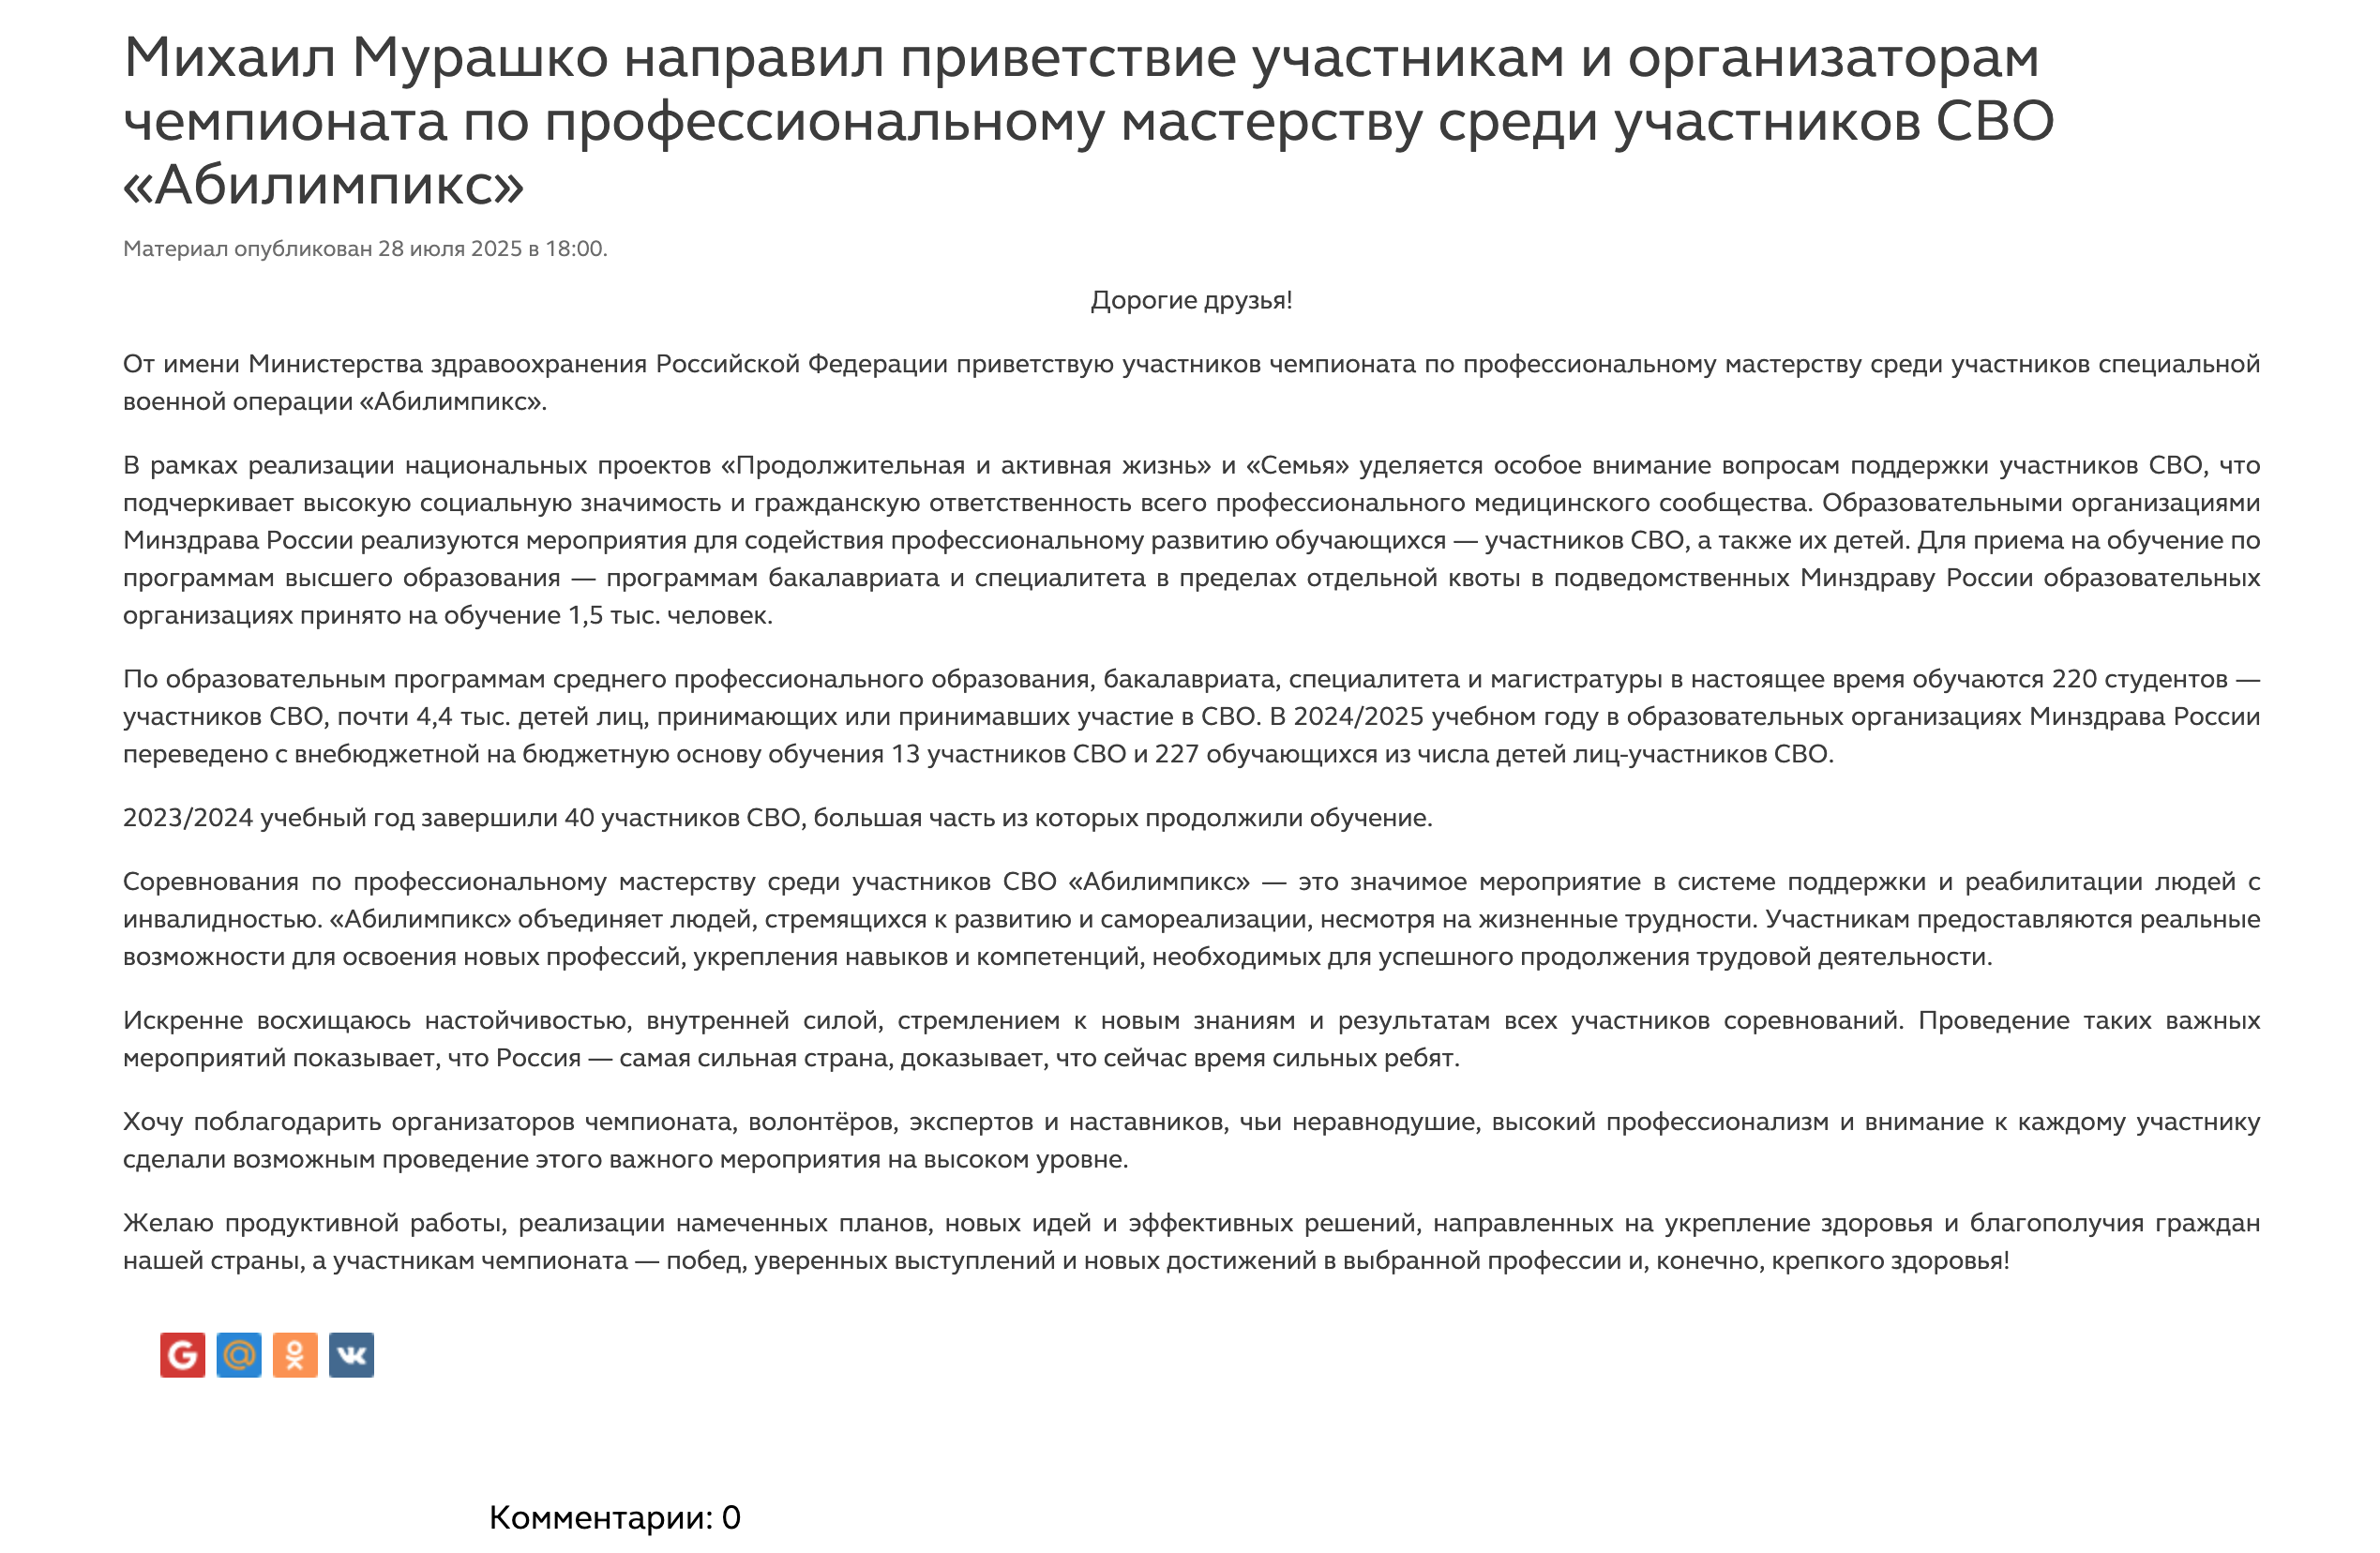 Михаил Мурашко направил приветствие участникам и организаторам
чемпионата по профессиональному мастерству среди участников СВО
«Абилимпикс»
Материал опубликован 28 июля 2025 в 18:00.
Дорогие друзья!
От имени Министерства здравоохранения Российской Федерации приветствую участников чемпионата по профессиональному мастерству среди участников специальной
военной операции «Абилимпикс».
В рамках реализации национальных проектов «Продолжительная и активная жизнь» и «Семья» уделяется особое внимание вопросам поддержки участников СВО, что
подчеркивает высокую социальную значимость и гражданскую ответственность всего профессионального медицинского сообщества. Образовательными организациями
Минздрава России реализуются мероприятия для содействия профессиональному развитию обучающихся — участников СВО, а также их детей. Для приема на обучение по
программам высшего образования — программам бакалавриата и специалитета в пределах отдельной квоты в подведомственных Минздраву России образовательных
организациях принято на обучение 1,5 тыс. человек.
По образовательным программам среднего профессионального образования, бакалавриата, специалитета и магистратуры в настоящее время обучаются 220 студентов —
участников СВО, почти 4,4 тыс. детей лиц, принимающих или принимавших участие в СВО. В 2024/2025 учебном году в образовательных организациях Минздрава России
переведено с внебюджетной на бюджетную основу обучения 13 участников СВО и 227 обучающихся из числа детей лиц-участников СВО.
2023/2024 учебный год завершили 40 участников СВО, большая часть из которых продолжили обучение.
Соревнования по профессиональному мастерству среди участников СВО «Абилимпикс» — это значимое мероприятие в системе поддержки и реабилитации людей с
инвалидностью. «Абилимпикс» объединяет людей, стремящихся к развитию и самореализации, несмотря на жизненные трудности. Участникам предоставляются реальные
возможности для освоения новых профессий, укрепления навыков и компетенций, необходимых для успешного продолжения трудовой деятельности.
Искренне восхищаюсь настойчивостью, внутренней силой, стремлением к новым знаниям и результатам всех участников соревнований. Проведение таких важных
мероприятий показывает, что Россия — самая сильная страна, доказывает, что сейчас время сильных ребят.
Хочу поблагодарить организаторов чемпионата, волонтёров, экспертов и наставников, чьи неравнодушие, высокий профессионализм и внимание к каждому участнику
сделали возможным проведение этого важного мероприятия на высоком уровне.
Желаю продуктивной работы, реализации намеченных планов, новых идей и эффективных решений, направленных на укрепление здоровья и благополучия граждан
нашей страны, а участникам чемпионата — побед, уверенных выступлений и новых достижений в выбранной профессии и, конечно, крепкого здоровья!
Комментарии: 0